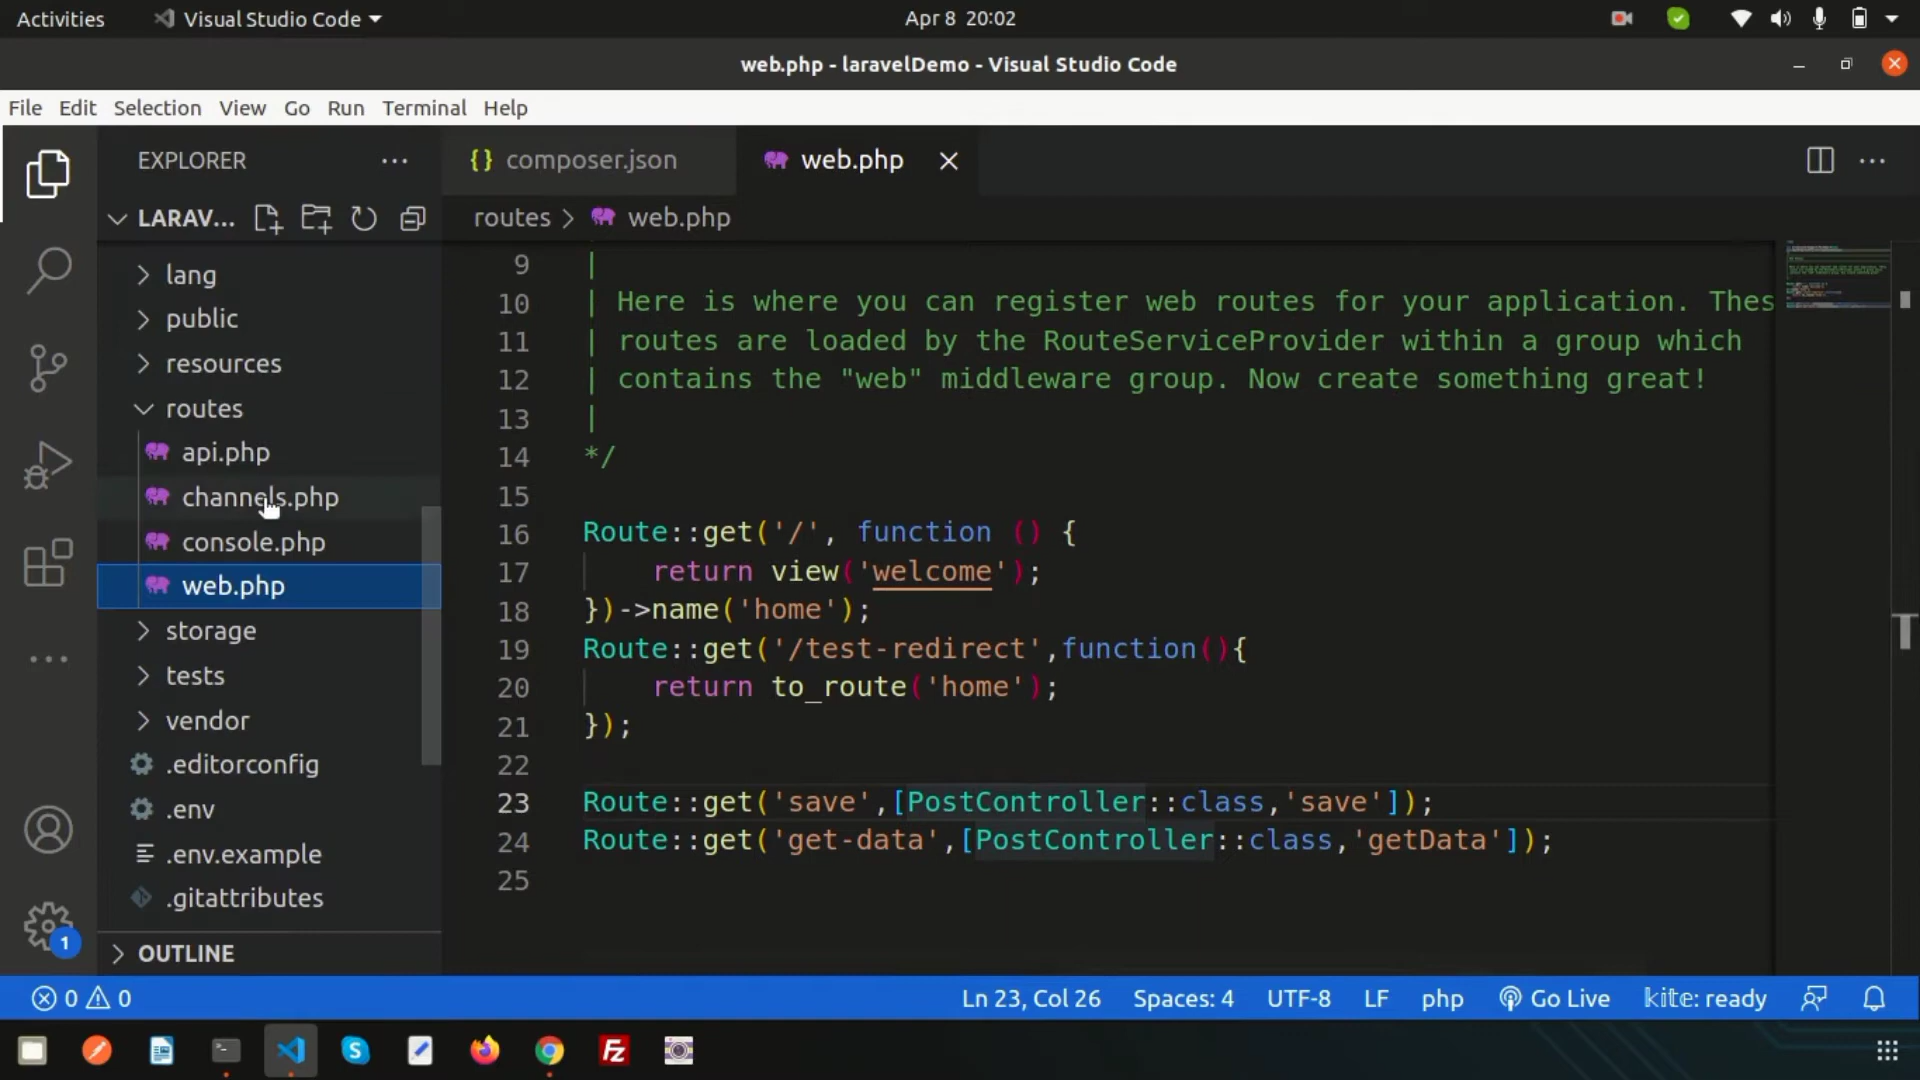 Activities
Visual Studio Code
Apr 8 20:02
web.php - laravelDemo - Visual Studio Code
File Edit Selection View Go Run Terminal Help
EXPLORER
LARAV...
lang
public
resources
routes
api.php
channels.php
console.php
web.php
storage
tests
vendor
.editorconfig
.env
.env.example
.gitattributes
OUTLINE
1
composer.json
web.php
routes > web.php
9 |
10 | Here is where you can register web routes for your application. Thes
11 | routes are loaded by the RouteServiceProvider within a group which
12 | contains the "web" middleware group. Now create something great!
13 |
14 */
15
16 Route::get('/', function () {
17 return view('welcome');
18 })->name('home');
19 Route::get('/test-redirect',function(){
20 return to_route('home');
21 });
22
23 Route::get('save',[PostController::class,'save']);
24 Route::get('get-data',[PostController::class,'getData']);
25
0 0
Ln 23, Col 26
Spaces: 4
UTF-8
LF
php
Go Live
kite: ready